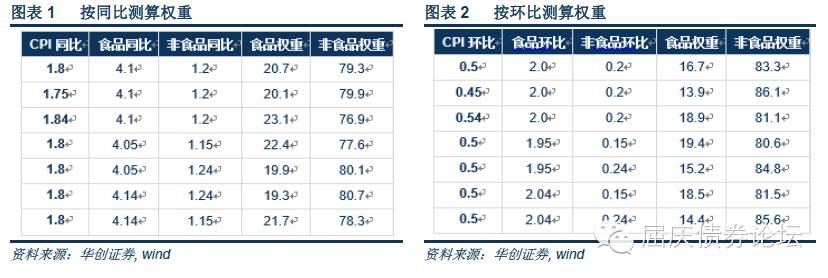 图表 1 按同比测算权重
CPI 同比 食品同比 非食品同比 食品权重 非食品权重
1.8 4.1 1.2 20.7 79.3
1.75 4.1 1.2 20.1 79.9
1.84 4.1 1.2 23.1 76.9
1.8 4.05 1.15 22.4 77.6
1.8 4.05 1.24 19.9 80.1
1.8 4.14 1.24 19.3 80.7
1.8 4.14 1.15 21.7 78.3
资料来源：华创证券, wind
图表 2 按环比测算权重
CPI 环比 食品环比 非食品环比 食品权重 非食品权重
0.5 2.0 0.2 16.7 83.3
0.45 2.0 0.2 13.9 86.1
0.54 2.0 0.2 18.9 81.1
0.5 1.95 0.15 19.4 80.6
0.5 1.95 0.24 15.2 84.8
0.5 2.04 0.15 18.5 81.5
0.5 2.04 0.24 14.4 85.6
资料来源：华创证券, wind
屈庆债券论坛